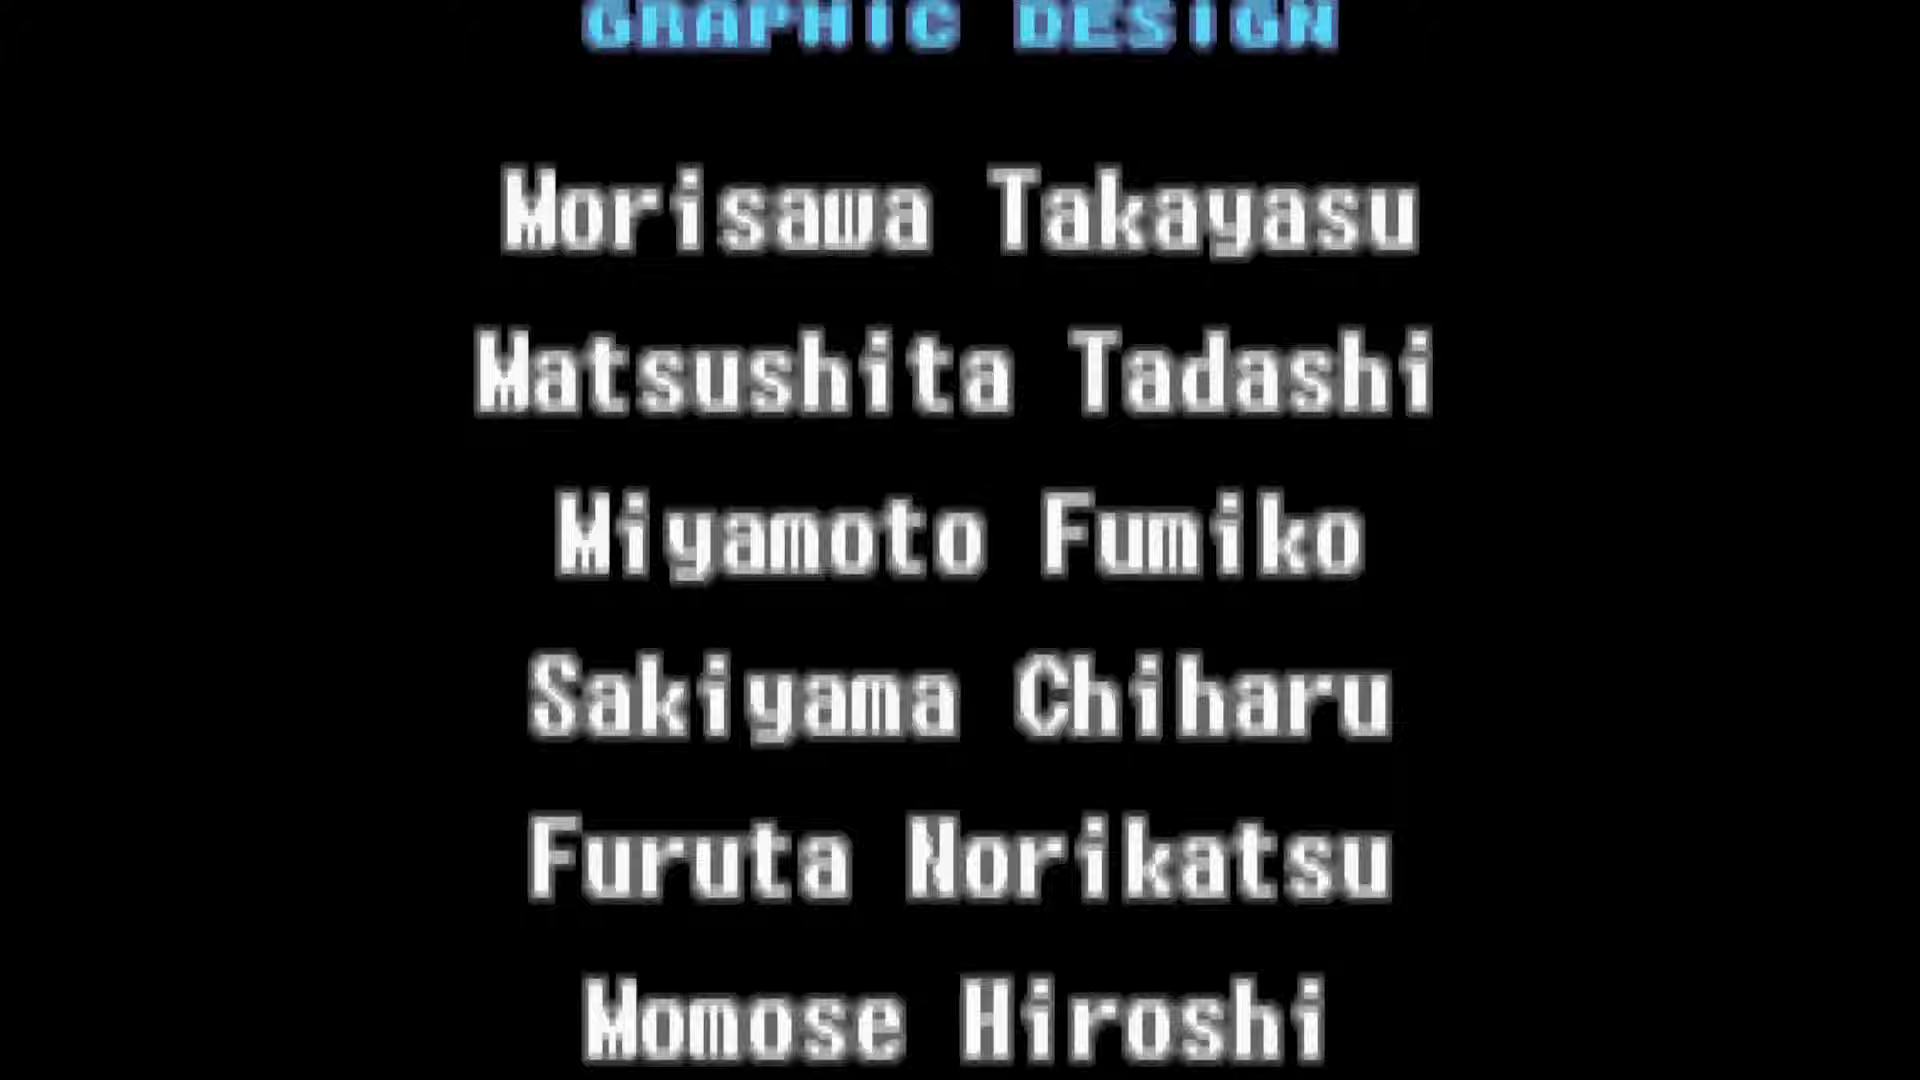 GRAPHIC DESIGN
Morisawa Takayasu
Matsushita Tadashi
Miyamoto Fumiko
Sakiyama Chiharu
Furuta Norikatsu
Momose Hiroshi